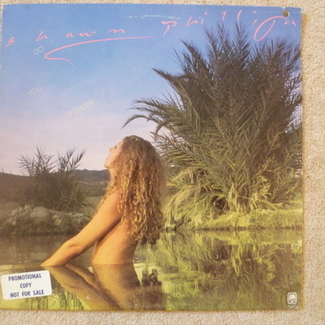 shawn phillips
PROMOTIONAL
COPY
NOT FOR SALE
A&M